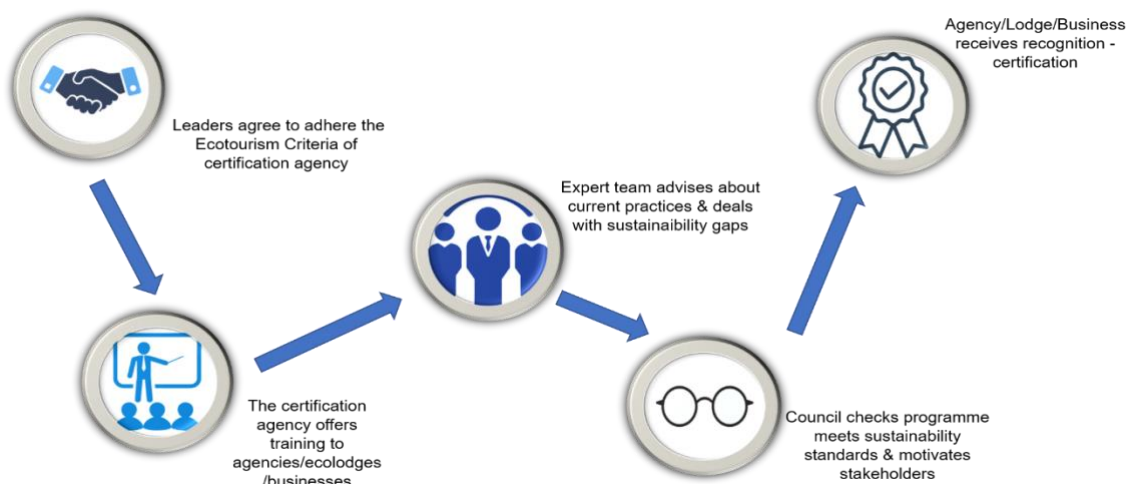 Leaders agree to adhere the
Ecotourism Criteria of
certification agency
The certification
agency offers
training to
agencies/ecolodges
/businesses
Expert team advises about
current practices & deals
with sustainaibility gaps
Council checks programme
meets sustainability
standards & motivates
stakeholders
Agency/Lodge/Business
receives recognition -
certification